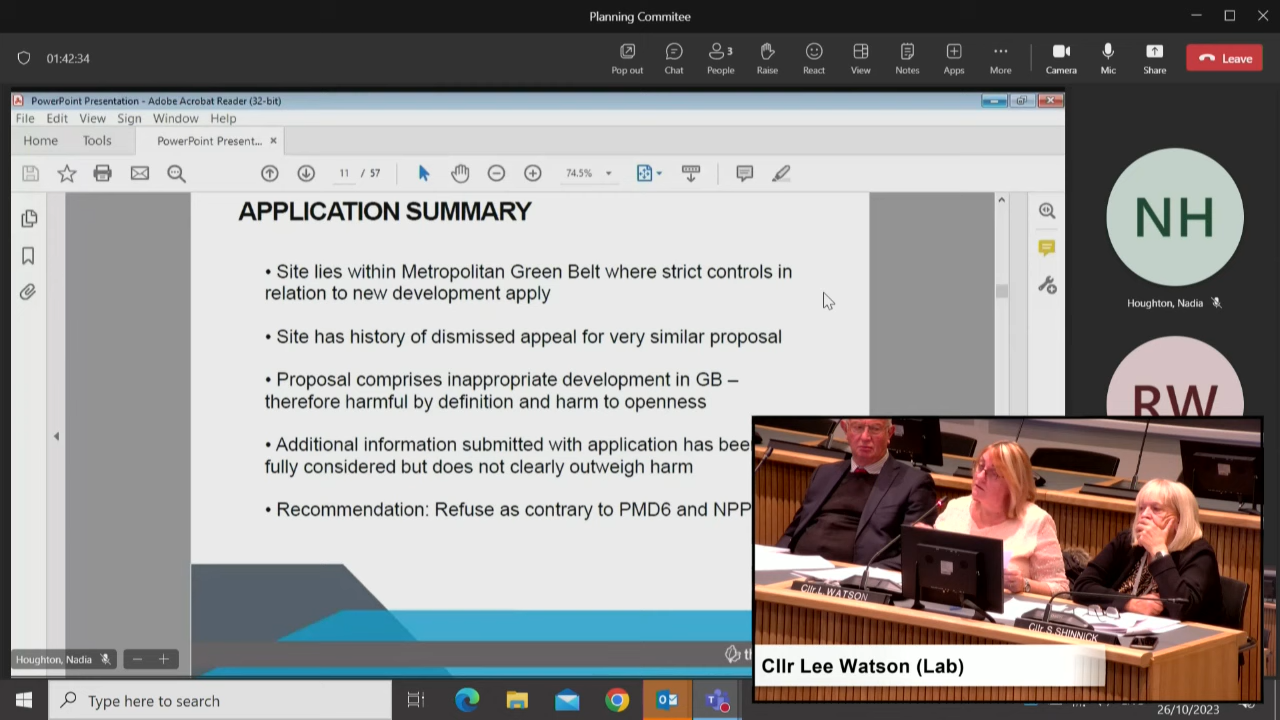 Planning Commitee
01:42:34
Pop out
Chat
3
People
Raise
React
View
Notes
Apps
More
Camera
Mic
Share
Leave
PowerPoint Presentation - Adobe Acrobat Reader (32-bit)
File Edit View Sign Window Help
Home Tools PowerPoint Present...
11 / 57
74.5%
APPLICATION SUMMARY
• Site lies within Metropolitan Green Belt where strict controls in
relation to new development apply
• Site has history of dismissed appeal for very similar proposal
• Proposal comprises inappropriate development in GB –
therefore harmful by definition and harm to openness
• Additional information submitted with application has bee
fully considered but does not clearly outweigh harm
• Recommendation: Refuse as contrary to PMD6 and NPP
NH
Houghton, Nadia
RW
Cllr L WATSON
Cllr S SHINNICK
Cllr Lee Watson (Lab)
Houghton, Nadia
Type here to search
26/10/2023